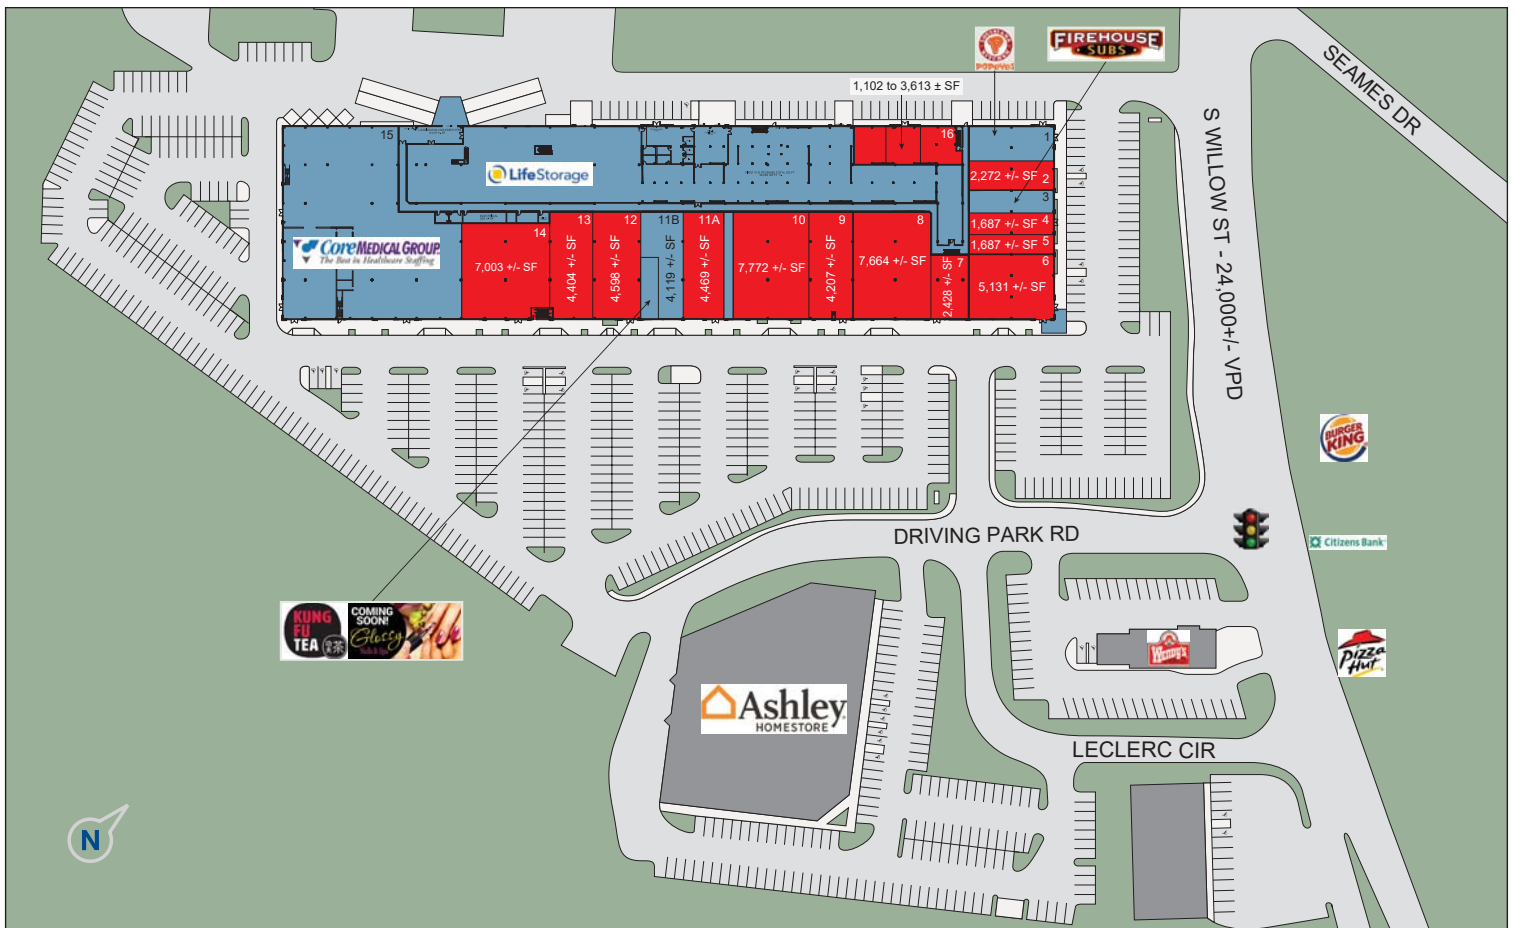 POPEYES
FIREHOUSE
SUBS
SEAMES DR
1,102 to 3,613 ± SF
S WILLOW ST - 24,000+/- VPD
15
16
1
LifeStorage
2,272 +/- SF 2
3
1,687 +/- SF 4
1,687 +/- SF 5
6
5,131 +/- SF
CoreMEDICAL GROUP.
The Best in Healthcare Staffing
14
7,003 +/- SF
13
4,404 +/- SF
12
4,598 +/- SF
11B
4,119 +/- SF
11A
4,469 +/- SF
10
7,772 +/- SF
9
4,207 +/- SF
8
7,664 +/- SF
7
2,428 +/- SF
BURGER
KING
DRIVING PARK RD
Citizens Bank
KUNG
FU
TEA
COMING
SOON!
Glossy
Nails & Spa
Wendy's
Pizza
Hut
Ashley
HOMESTORE
LECLERC CIR
N